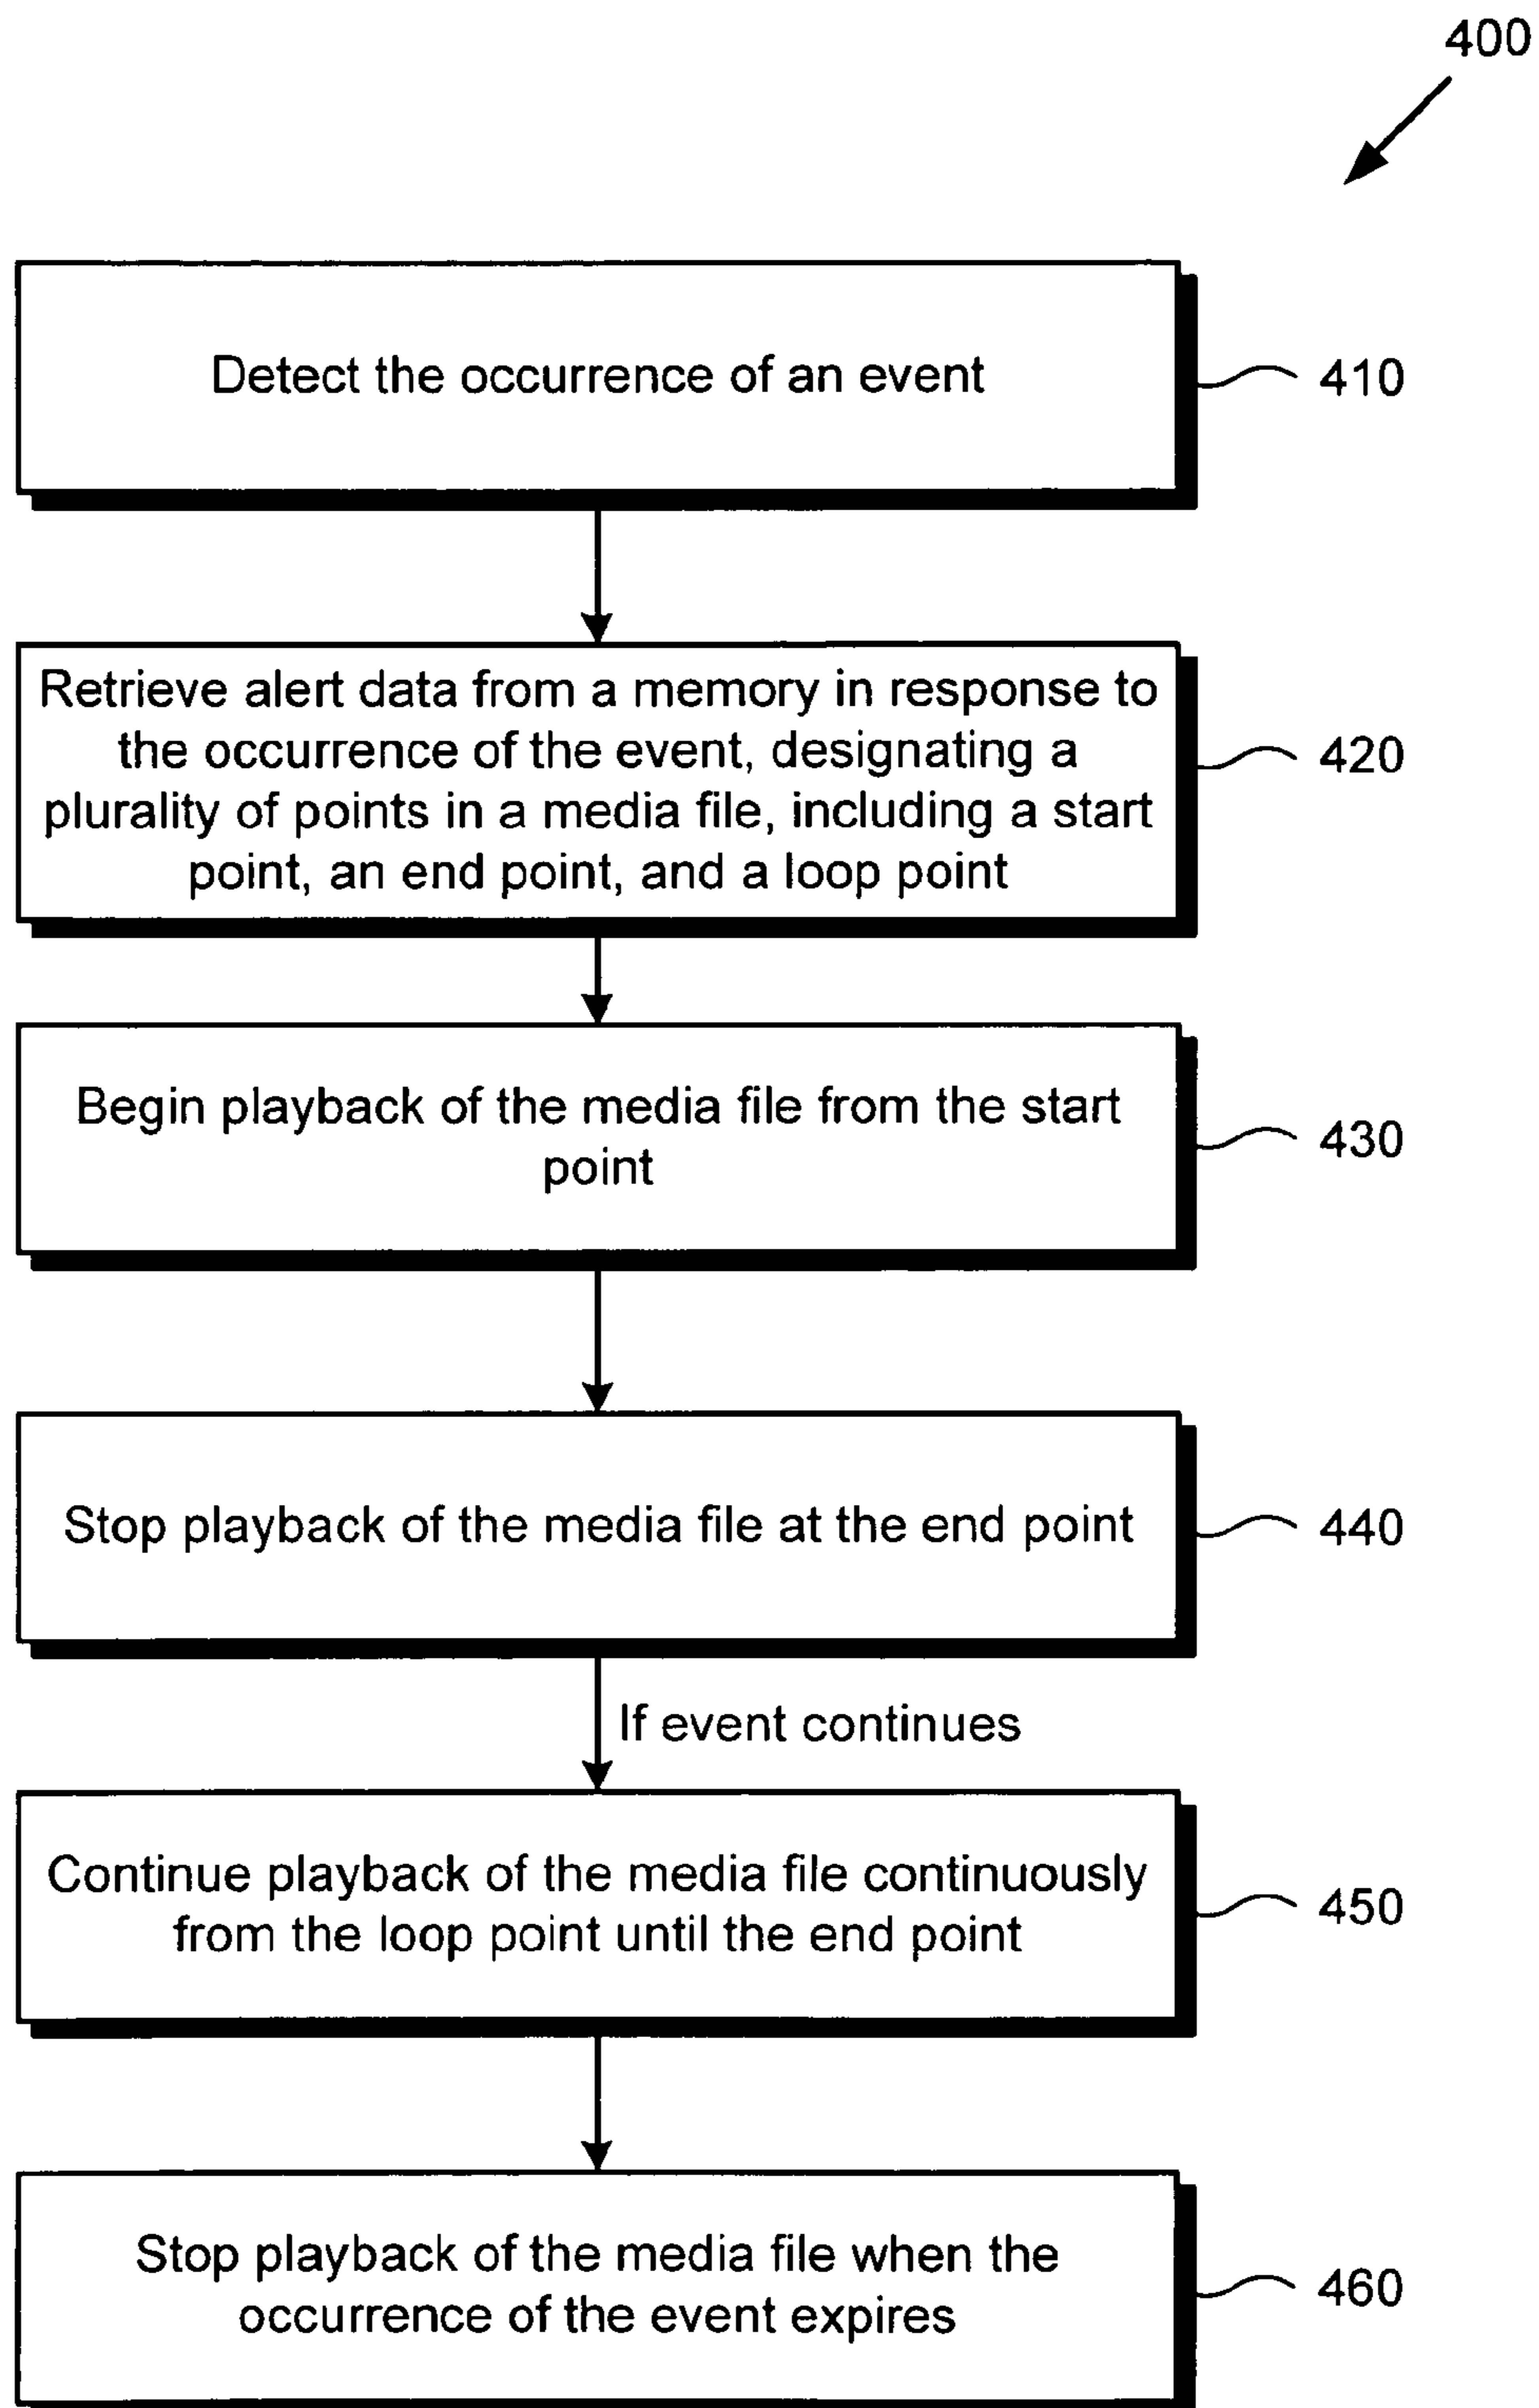 400
Detect the occurrence of an event
410
Retrieve alert data from a memory in response to
the occurrence of the event, designating a
plurality of points in a media file, including a start
point, an end point, and a loop point
420
Begin playback of the media file from the start
point
430
Stop playback of the media file at the end point
440
If event continues
Continue playback of the media file continuously
from the loop point until the end point
450
Stop playback of the media file when the
occurrence of the event expires
460